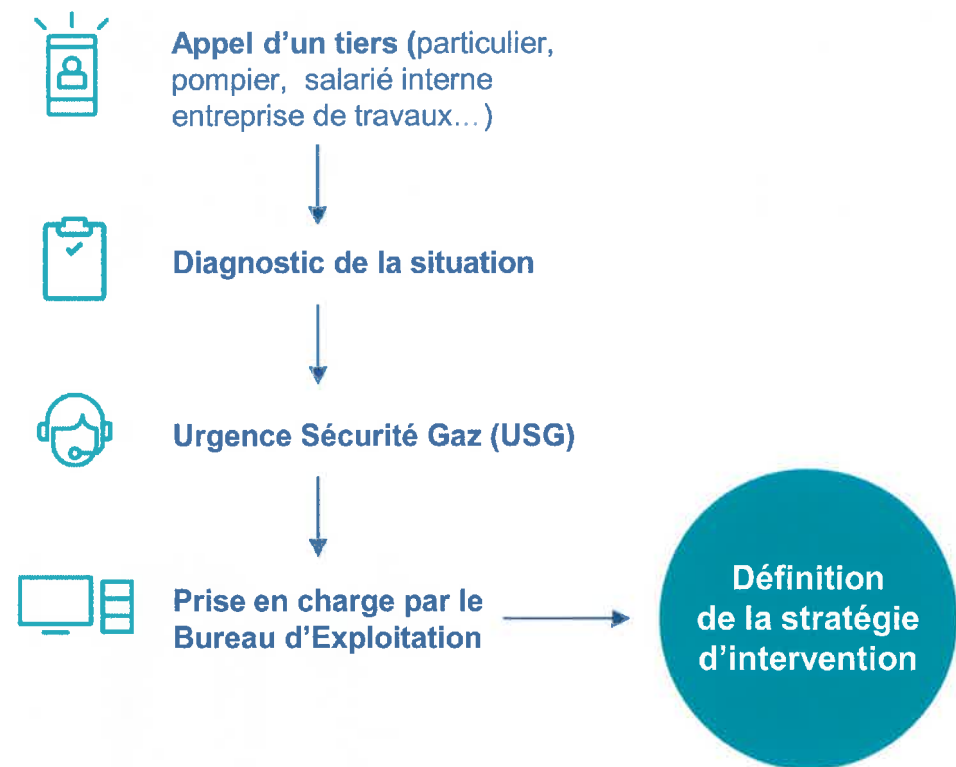 Appel d'un tiers (particulier,
pompier, salarié interne
entreprise de travaux...)
Diagnostic de la situation
Urgence Sécurité Gaz (USG)
Prise en charge par le
Bureau d'Exploitation
Définition
de la stratégie
d'intervention